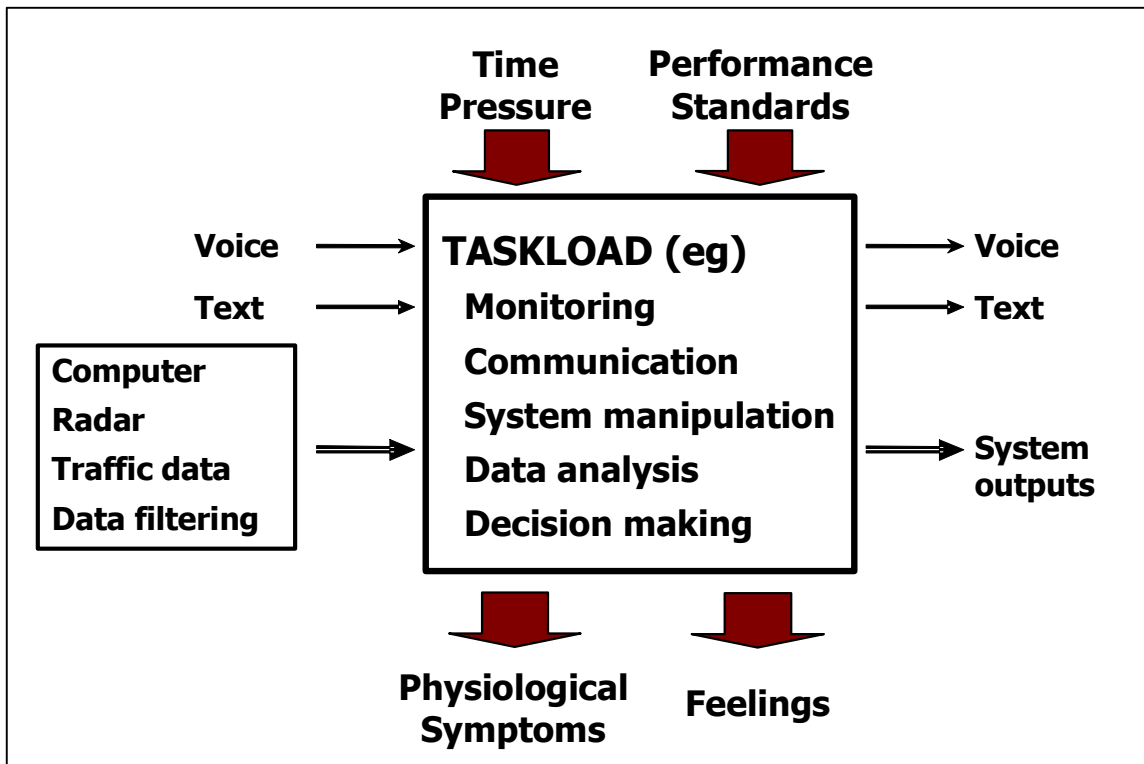 Time
Pressure
Performance
Standards
Voice
Text
Computer
Radar
Traffic data
Data filtering
TASKLOAD (eg)
Monitoring
Communication
System manipulation
Data analysis
Decision making
Voice
Text
System
outputs
Physiological
Symptoms
Feelings